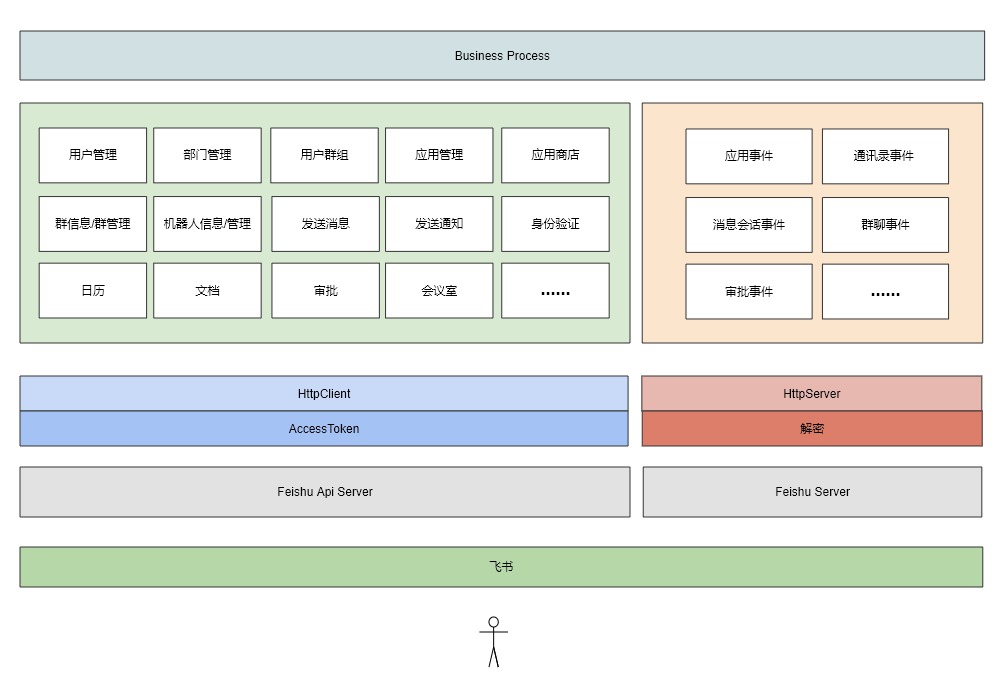 Business Process
用户管理
部门管理
用户群组
应用管理
应用商店
应用事件
通讯录事件
群信息/群管理
机器人信息/管理
发送消息
发送通知
身份验证
消息会话事件
群聊事件
日历
文档
审批
会议室
......
审批事件
......
HttpClient
HttpServer
AccessToken
解密
Feishu Api Server
Feishu Server
飞书